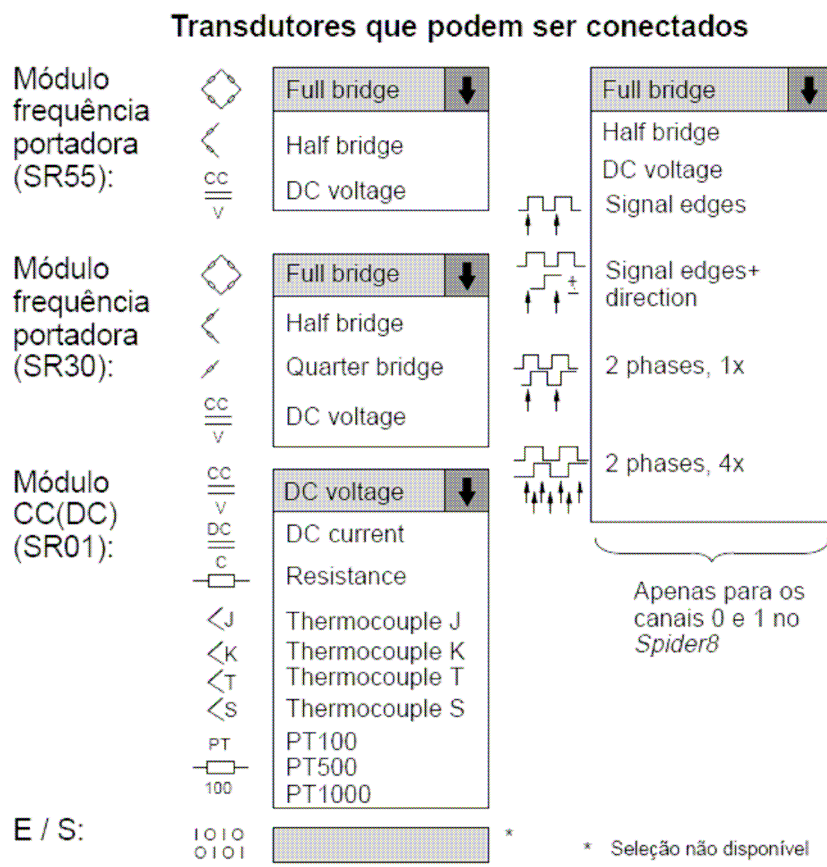 Transdutores que podem ser conectados
Módulo
frequência
portadora
(SR55):
Full bridge
Half bridge
CC
V
DC voltage
Full bridge
Half bridge
DC voltage
Signal edges
Signal edges+
direction
±
2 phases, 1x
2 phases, 4x
Apenas para os
canais 0 e 1 no
Spider8
Módulo
frequência
portadora
(SR30):
Full bridge
Half bridge
Quarter bridge
CC
V
DC voltage
Módulo
CC(DC)
(SR01):
CC
V
DC voltage
DC
C
DC current
Resistance
J
Thermocouple J
K
Thermocouple K
T
Thermocouple T
S
Thermocouple S
PT
100
PT100
PT500
PT1000
E / S:
1010
0101
*
* Seleção não disponível